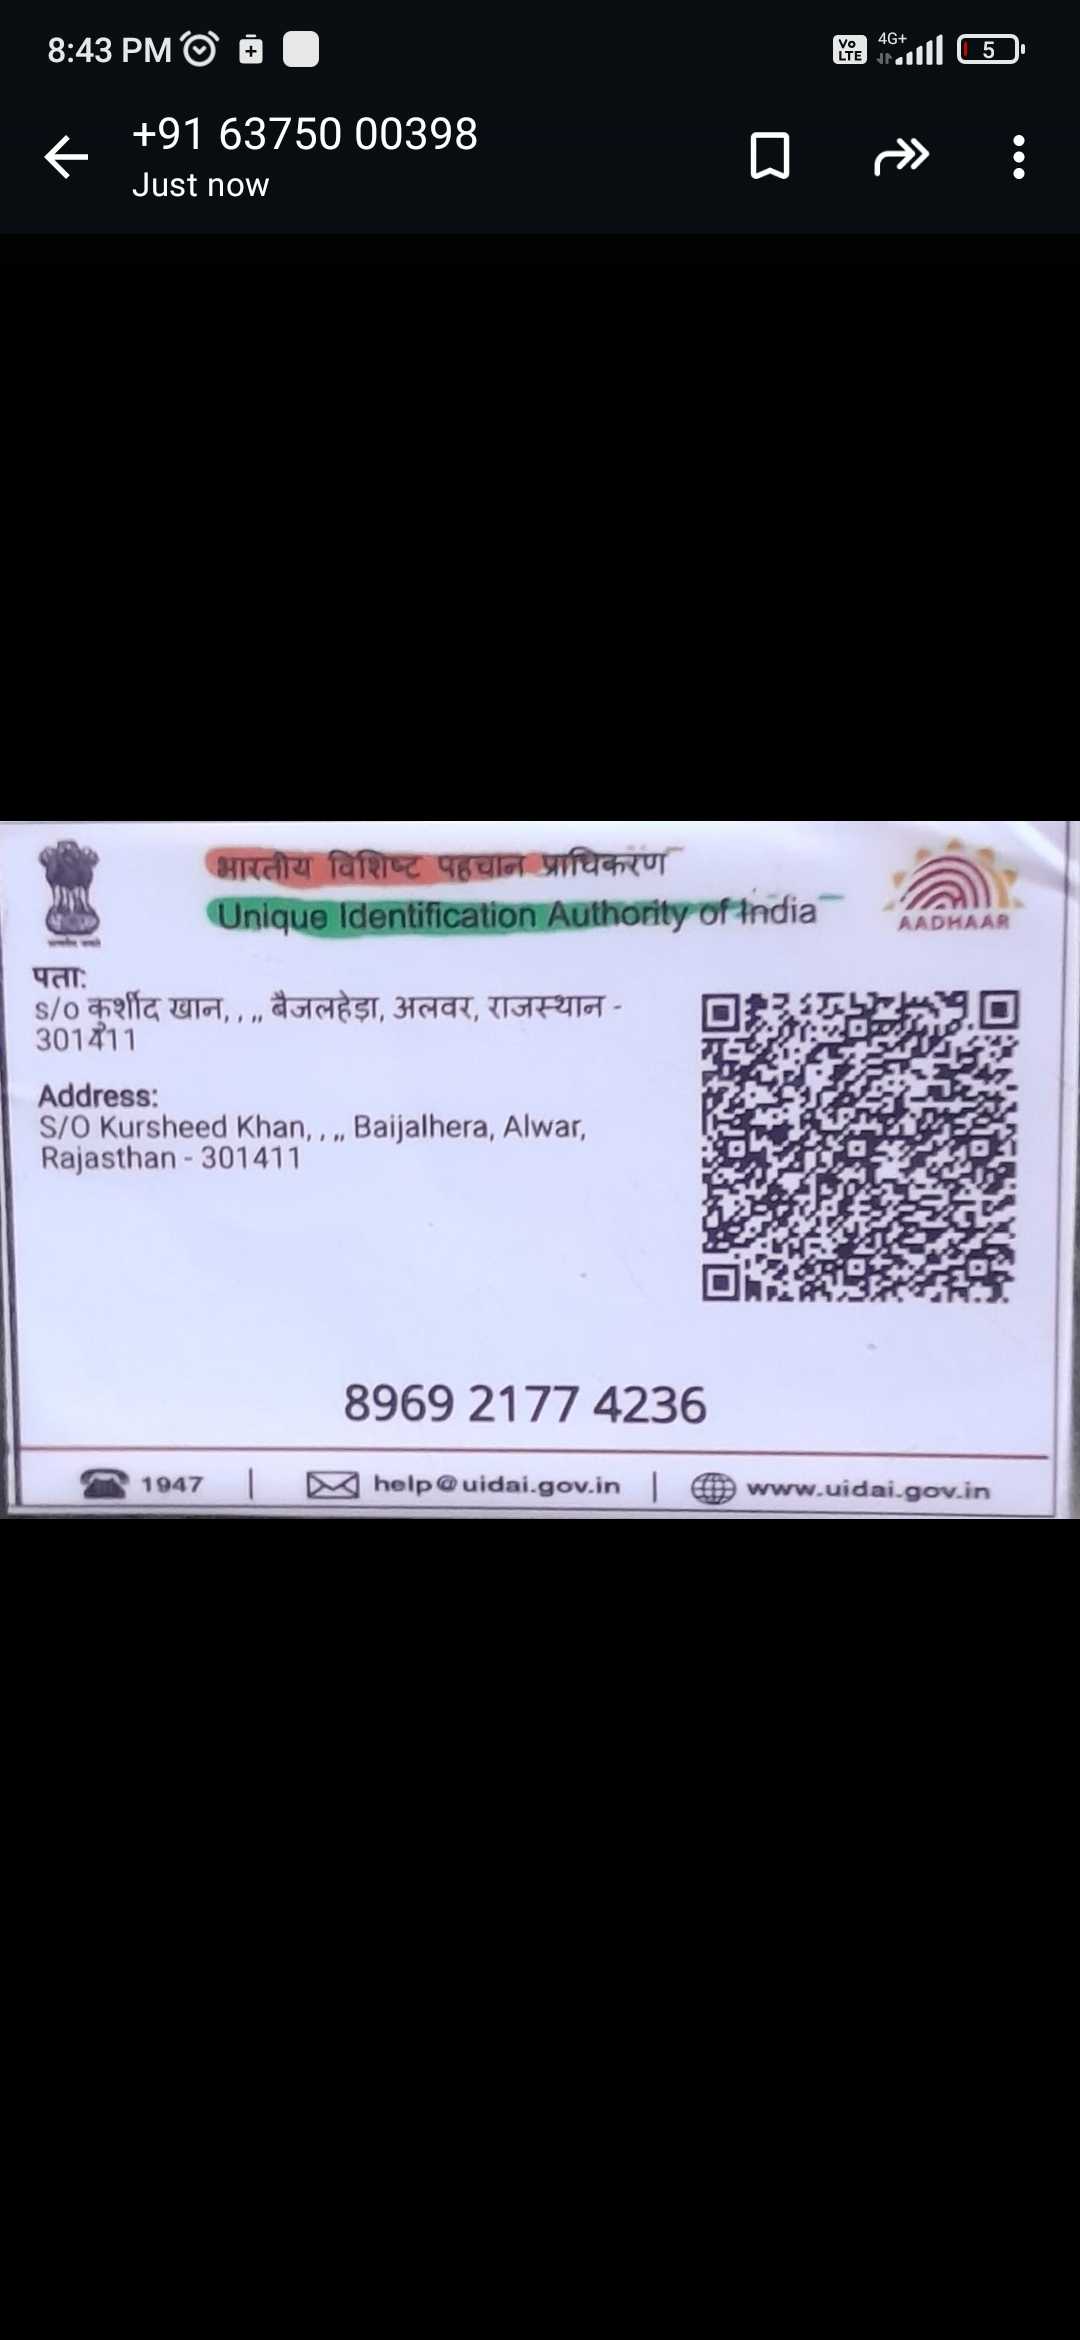 8:43 PM
Vo LTE 4G+ 5
+91 63750 00398
Just now
भारतीय विशिष्ट पहचान प्राधिकरण
Unique Identification Authority of India
AADHAAR
पता:
s/o कुर्शीद खान, , ,, बैजलहेड़ा, अलवर, राजस्थान -
301411
Address:
S/O Kursheed Khan, , ,, Baijalhera, Alwar,
Rajasthan - 301411
8969 2177 4236
1947 | help@uidai.gov.in | www.uidai.gov.in